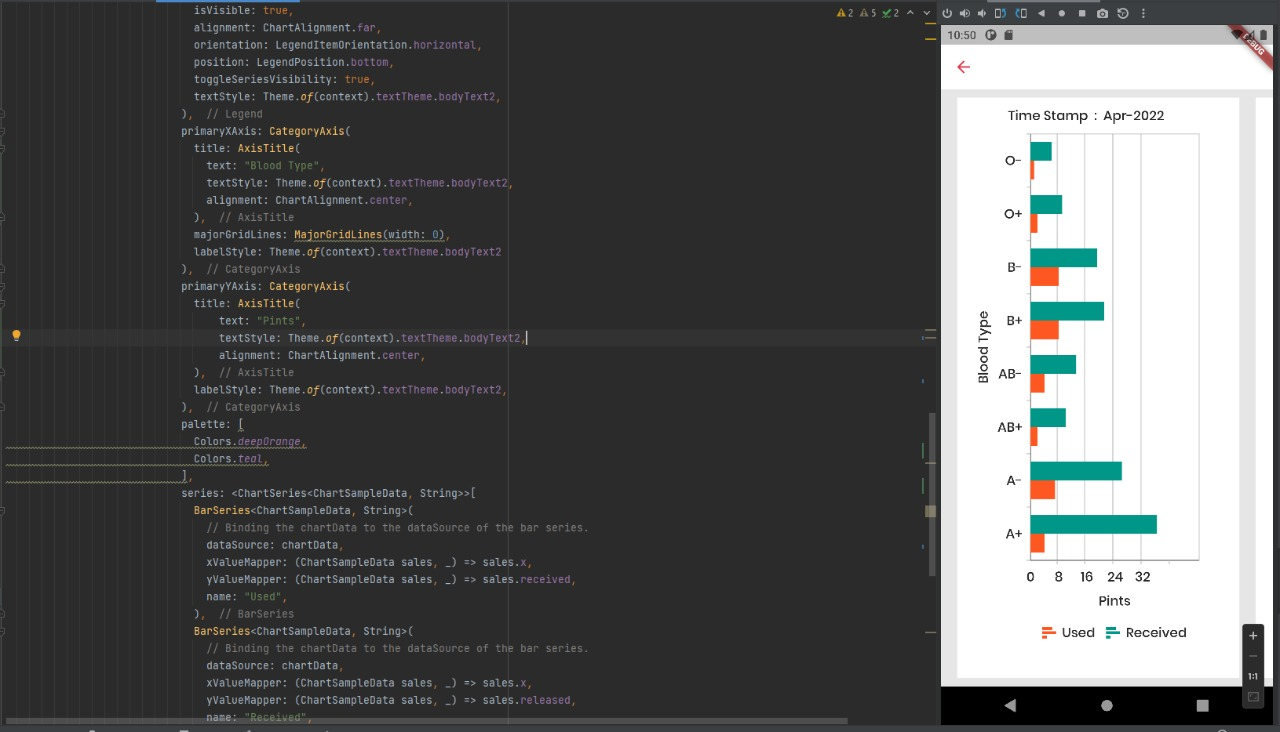 isVisible: true,
2 5 2
alignment: ChartAlignment.far,
orientation: LegendItemOrientation.horizontal,
position: LegendPosition.bottom,
toggleSeriesVisibility: true,
textStyle: Theme.of(context).textTheme.bodyText2,
), // Legend
primaryXAxis: CategoryAxis(
title: AxisTitle(
text: "Blood Type",
textStyle: Theme.of(context).textTheme.bodyText2,
alignment: ChartAlignment.center,
), // AxisTitle
majorGridLines: MajorGridLines(width: 0),
labelStyle: Theme.of(context).textTheme.bodyText2
), // CategoryAxis
primaryYAxis: CategoryAxis(
title: AxisTitle(
text: "Pints",
textStyle: Theme.of(context).textTheme.bodyText2,
alignment: ChartAlignment.center,
), // AxisTitle
labelStyle: Theme.of(context).textTheme.bodyText2,
), // CategoryAxis
palette: [
Colors.deepOrange,
Colors.teal,
],
series: <ChartSeries<ChartSampleData, String>>[
BarSeries<ChartSampleData, String>(
// Binding the chartData to the dataSource of the bar series.
dataSource: chartData,
xValueMapper: (ChartSampleData sales, _) => sales.x,
yValueMapper: (ChartSampleData sales, _) => sales.received,
name: "Used",
), // BarSeries
BarSeries<ChartSampleData, String>(
// Binding the chartData to the dataSource of the bar series.
dataSource: chartData,
xValueMapper: (ChartSampleData sales, _) => sales.x,
yValueMapper: (ChartSampleData sales, _) => sales.released,
name: "Received",
10:50
DEBUG
Time Stamp : Apr-2022
O-
O+
B-
B+
Blood Type
AB-
AB+
A-
A+
0 8 16 24 32
Pints
Used Received
1:1